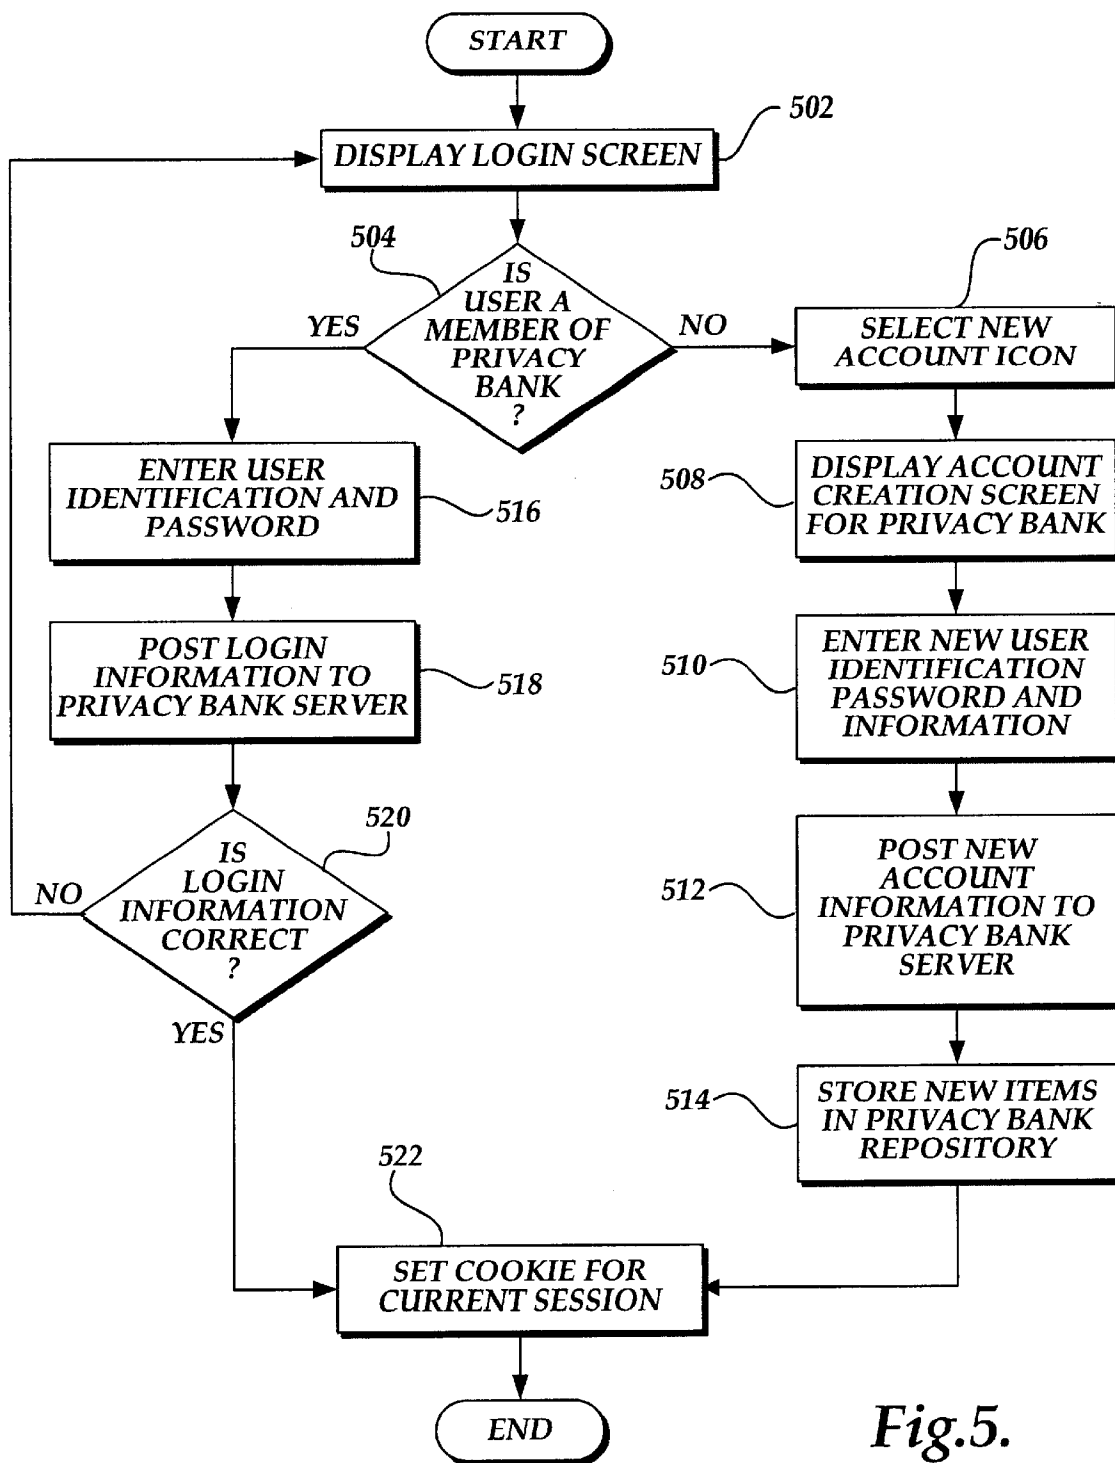 START
502
DISPLAY LOGIN SCREEN
504
IS
USER A
MEMBER OF
PRIVACY
BANK
?
YES
NO
506
SELECT NEW
ACCOUNT ICON
ENTER USER
IDENTIFICATION AND
PASSWORD
516
508
DISPLAY ACCOUNT
CREATION SCREEN
FOR PRIVACY BANK
POST LOGIN
INFORMATION TO
PRIVACY BANK SERVER
518
510
ENTER NEW USER
IDENTIFICATION
PASSWORD AND
INFORMATION
520
IS
LOGIN
INFORMATION
CORRECT
?
NO
YES
512
POST NEW
ACCOUNT
INFORMATION TO
PRIVACY BANK
SERVER
514
STORE NEW ITEMS
IN PRIVACY BANK
REPOSITORY
522
SET COOKIE FOR
CURRENT SESSION
END
Fig.5.